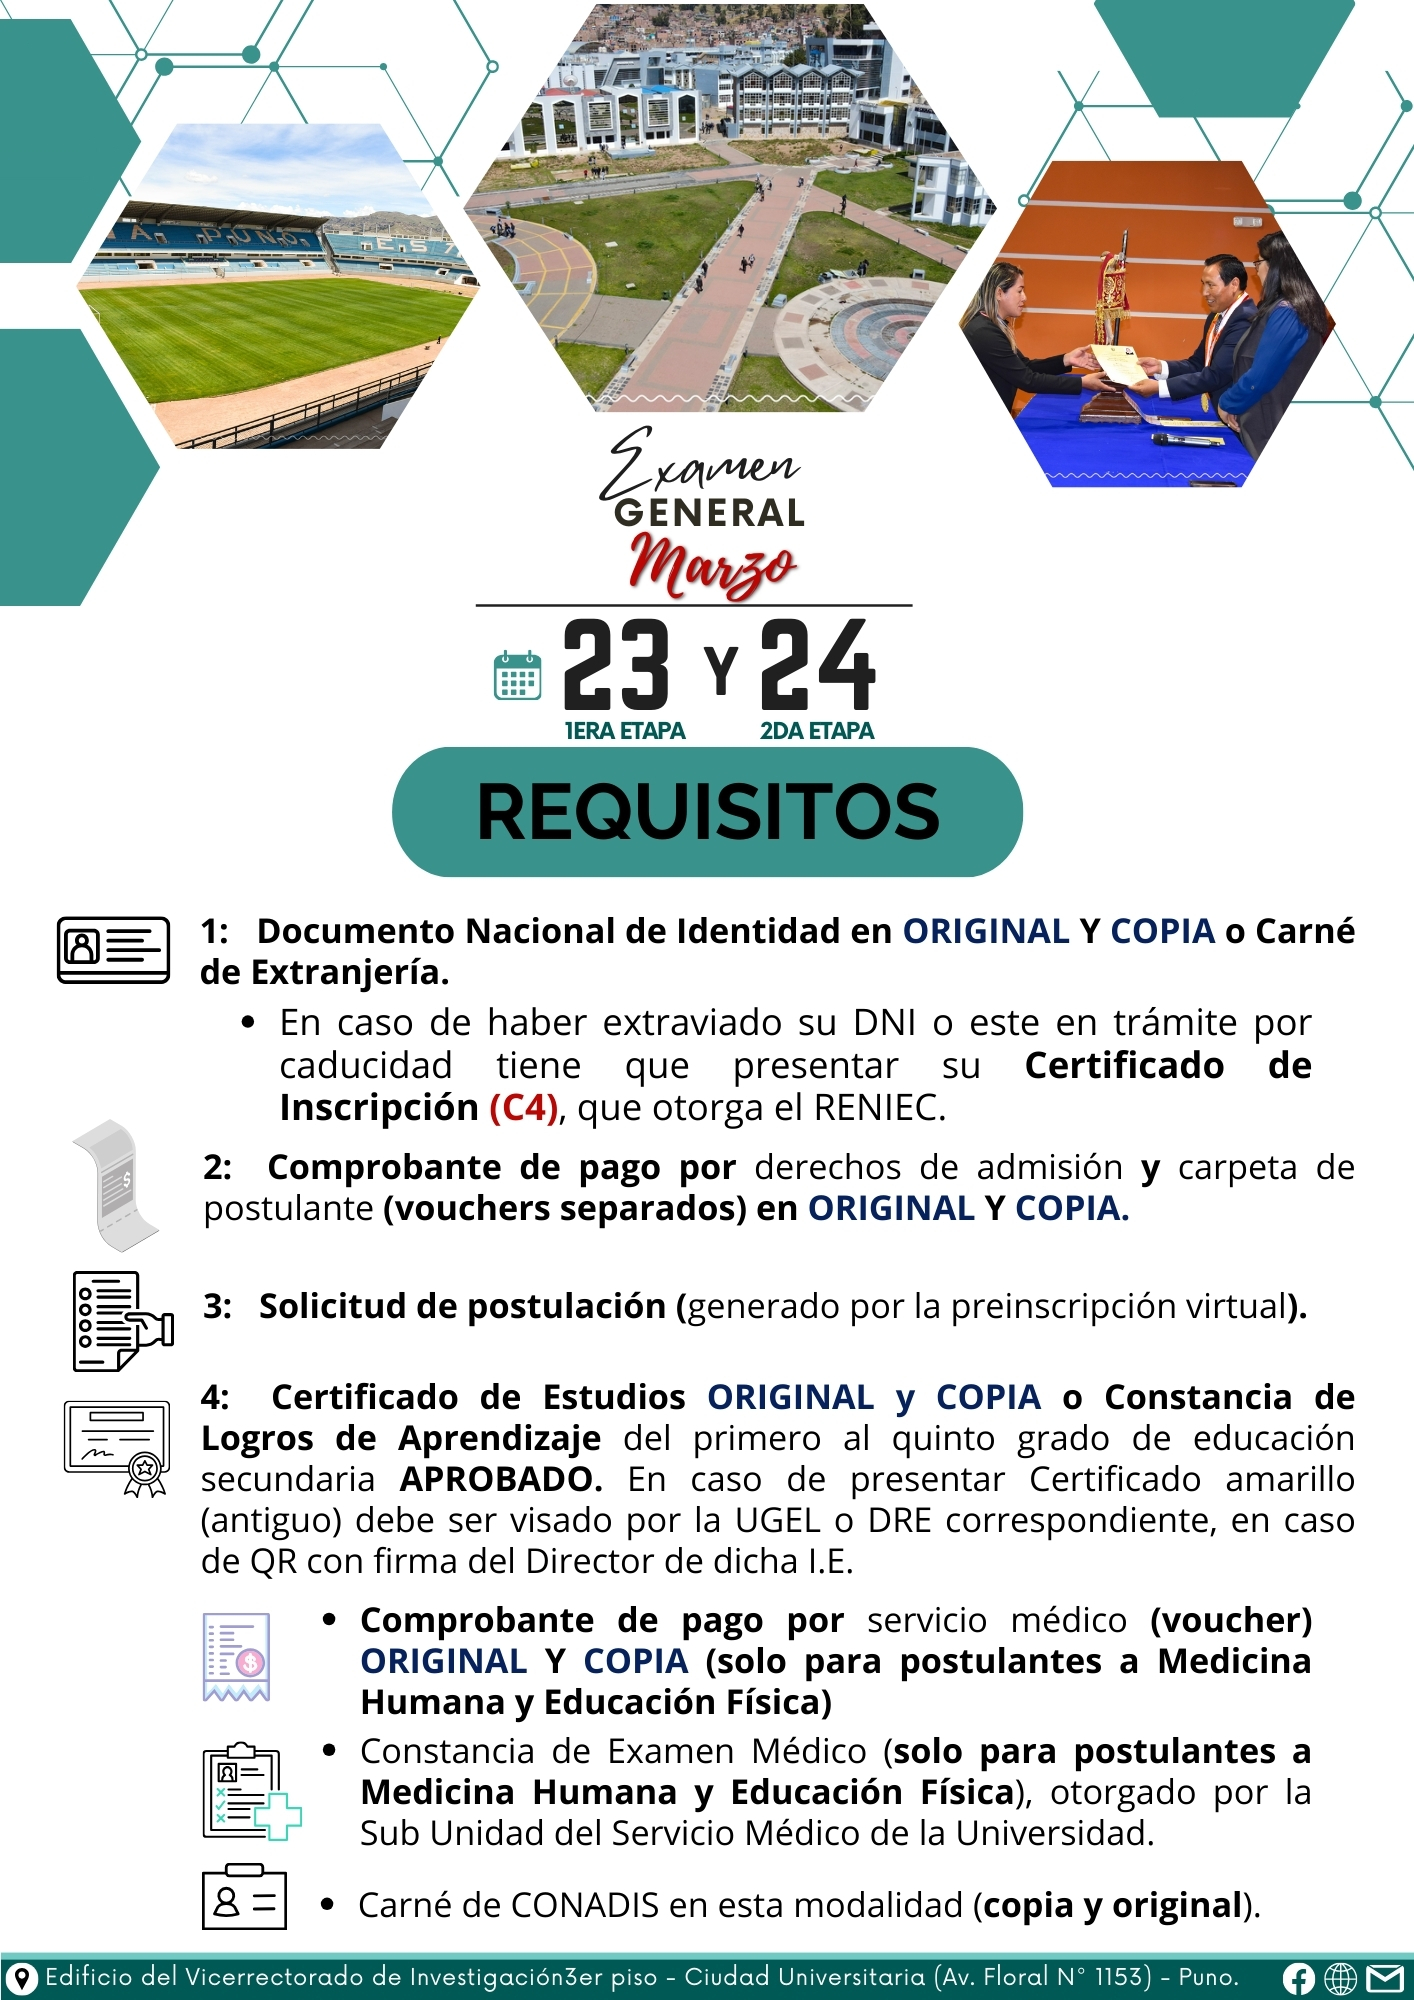 A PUNO
EST
Examen
GENERAL
Marzo
23 Y 24
1ERA ETAPA 2DA ETAPA
REQUISITOS
1: Documento Nacional de Identidad en ORIGINAL Y COPIA o Carné
de Extranjería.
• En caso de haber extraviado su DNI o este en trámite por
caducidad tiene que presentar su Certificado de
Inscripción (C4), que otorga el RENIEC.
2: Comprobante de pago por derechos de admisión y carpeta de
postulante (vouchers separados) en ORIGINAL Y COPIA.
3: Solicitud de postulación (generado por la preinscripción virtual).
4: Certificado de Estudios ORIGINAL y COPIA o Constancia de
Logros de Aprendizaje del primero al quinto grado de educación
secundaria APROBADO. En caso de presentar Certificado amarillo
(antiguo) debe ser visado por la UGEL o DRE correspondiente, en caso
de QR con firma del Director de dicha I.E.
• Comprobante de pago por servicio médico (voucher)
ORIGINAL Y COPIA (solo para postulantes a Medicina
Humana y Educación Física)
• Constancia de Examen Médico (solo para postulantes a
Medicina Humana y Educación Física), otorgado por la
Sub Unidad del Servicio Médico de la Universidad.
• Carné de CONADIS en esta modalidad (copia y original).
Edificio del Vicerrectorado de Investigación3er piso - Ciudad Universitaria (Av. Floral N° 1153) - Puno.